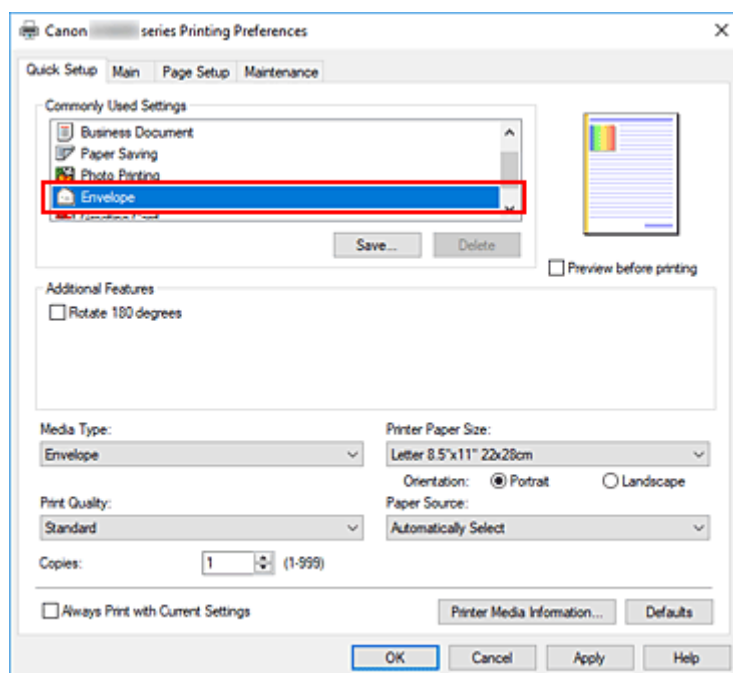 Canon series Printing Preferences
Quick Setup Main Page Setup Maintenance
Commonly Used Settings
Business Document
Paper Saving
Photo Printing
Envelope
Greeting Card
Save... Delete
Preview before printing
Additional Features
Rotate 180 degrees
Media Type: Printer Paper Size:
Envelope Letter 8.5"x11" 22x28cm
Orientation: Portrait Landscape
Print Quality: Paper Source:
Standard Automatically Select
Copies: 1 (1-999)
Always Print with Current Settings Printer Media Information... Defaults
OK Cancel Apply Help